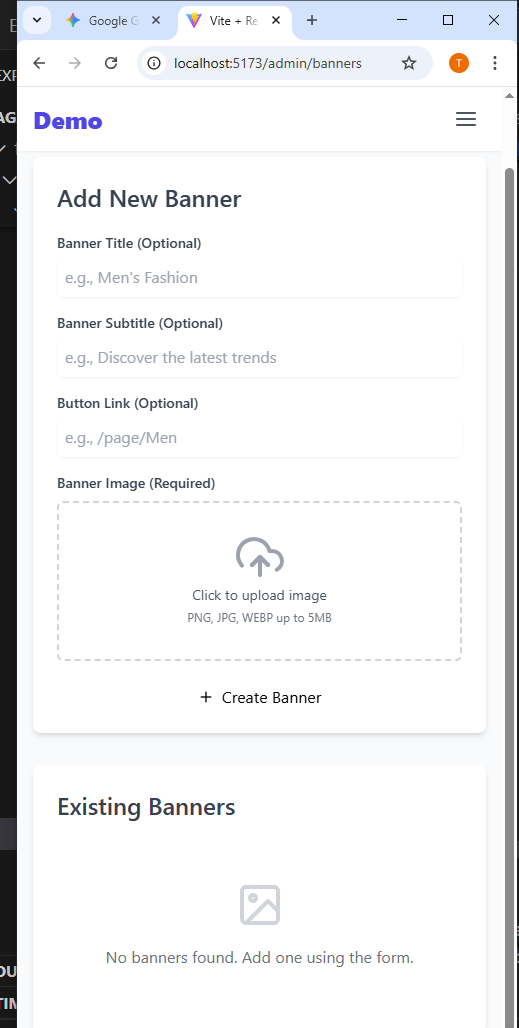 Google G
Vite + Re
localhost:5173/admin/banners
T
Demo
Add New Banner
Banner Title (Optional)
e.g., Men's Fashion
Banner Subtitle (Optional)
e.g., Discover the latest trends
Button Link (Optional)
e.g., /page/Men
Banner Image (Required)
Click to upload image
PNG, JPG, WEBP up to 5MB
+ Create Banner
Existing Banners
No banners found. Add one using the form.